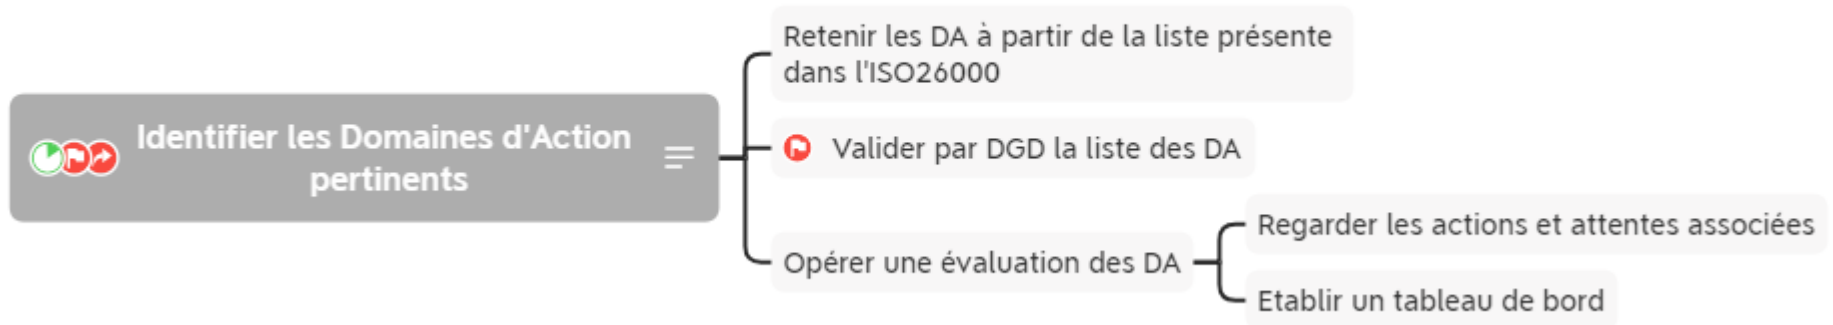 Identifier les Domaines d'Action
pertinents
Retenir les DA à partir de la liste présente
dans l'ISO26000
Valider par DGD la liste des DA
Opérer une évaluation des DA
Regarder les actions et attentes associées
Etablir un tableau de bord